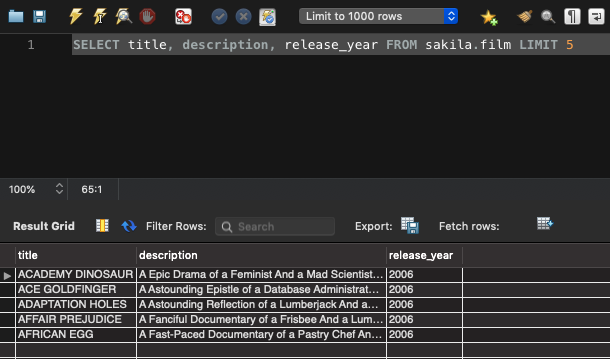 Limit to 1000 rows
1 SELECT title, description, release_year FROM sakila.film LIMIT 5
100% 65:1
Result Grid Filter Rows: Search Export: Fetch rows:
title description release_year
ACADEMY DINOSAUR A Epic Drama of a Feminist And a Mad Scientist... 2006
ACE GOLDFINGER A Astounding Epistle of a Database Administrat... 2006
ADAPTATION HOLES A Astounding Reflection of a Lumberjack And a... 2006
AFFAIR PREJUDICE A Fanciful Documentary of a Frisbee And a Lum... 2006
AFRICAN EGG A Fast-Paced Documentary of a Pastry Chef An... 2006